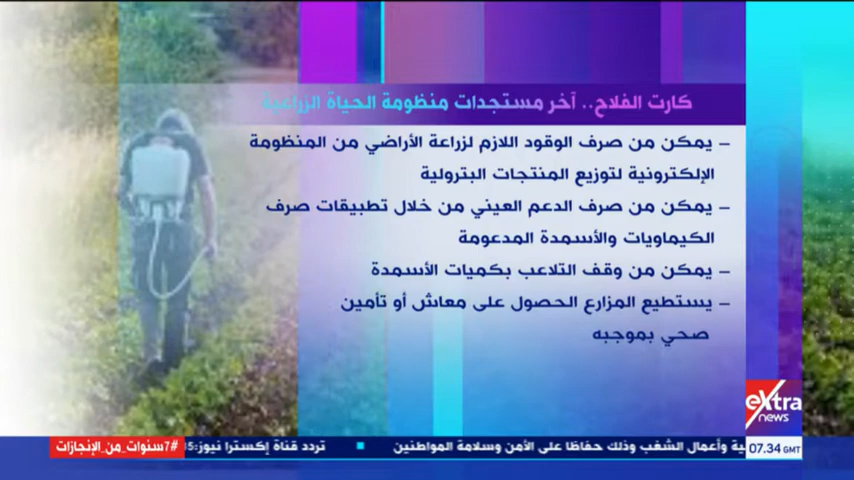 كارت الفلاح.. آخر مستجدات منظومة الحياة الزراعية
– يمكن من صرف الوقود اللازم لزراعة الأراضي من المنظومة
الإلكترونية لتوزيع المنتجات البترولية
– يمكن من صرف الدعم العيني من خلال تطبيقات صرف
الكيماويات والأسمدة المدعومة
– يمكن من وقف التلاعب بكميات الأسمدة
– يستطيع المزارع الحصول على معاش أو تأمين
صحي بموجبه
eXtra
news
07.34 GMT
وأعمال الشغب وذلك حفاظا على الأمن وسلامة المواطنين
تردد قناة إكسترا نيوز:
#7سنوات_من_الإنجازات